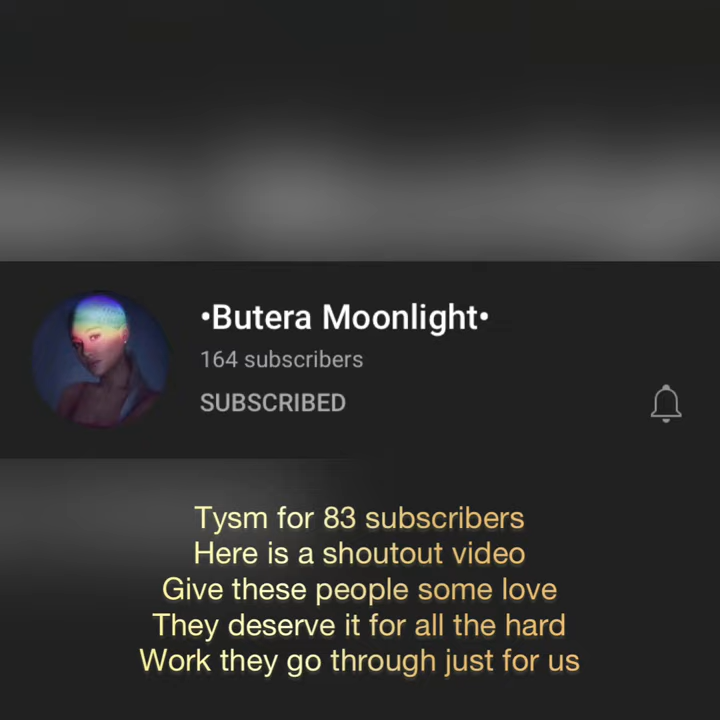 •Butera Moonlight•
164 subscribers
SUBSCRIBED
Tysm for 83 subscribers
Here is a shoutout video
Give these people some love
They deserve it for all the hard
Work they go through just for us